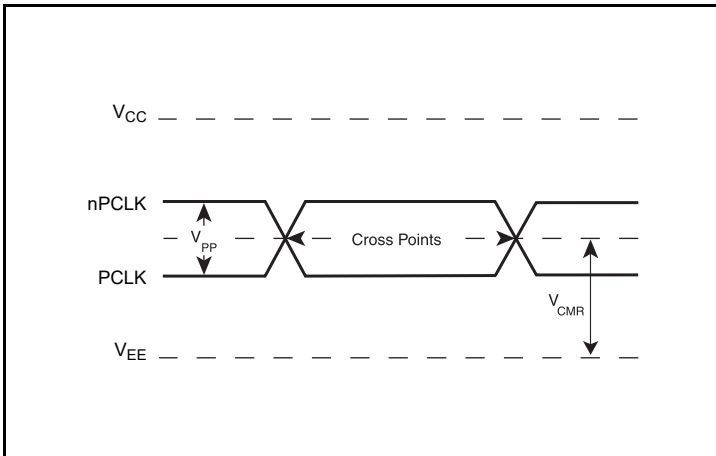 VCC
nPCLK
VPP
Cross Points
PCLK
VCMR
VEE